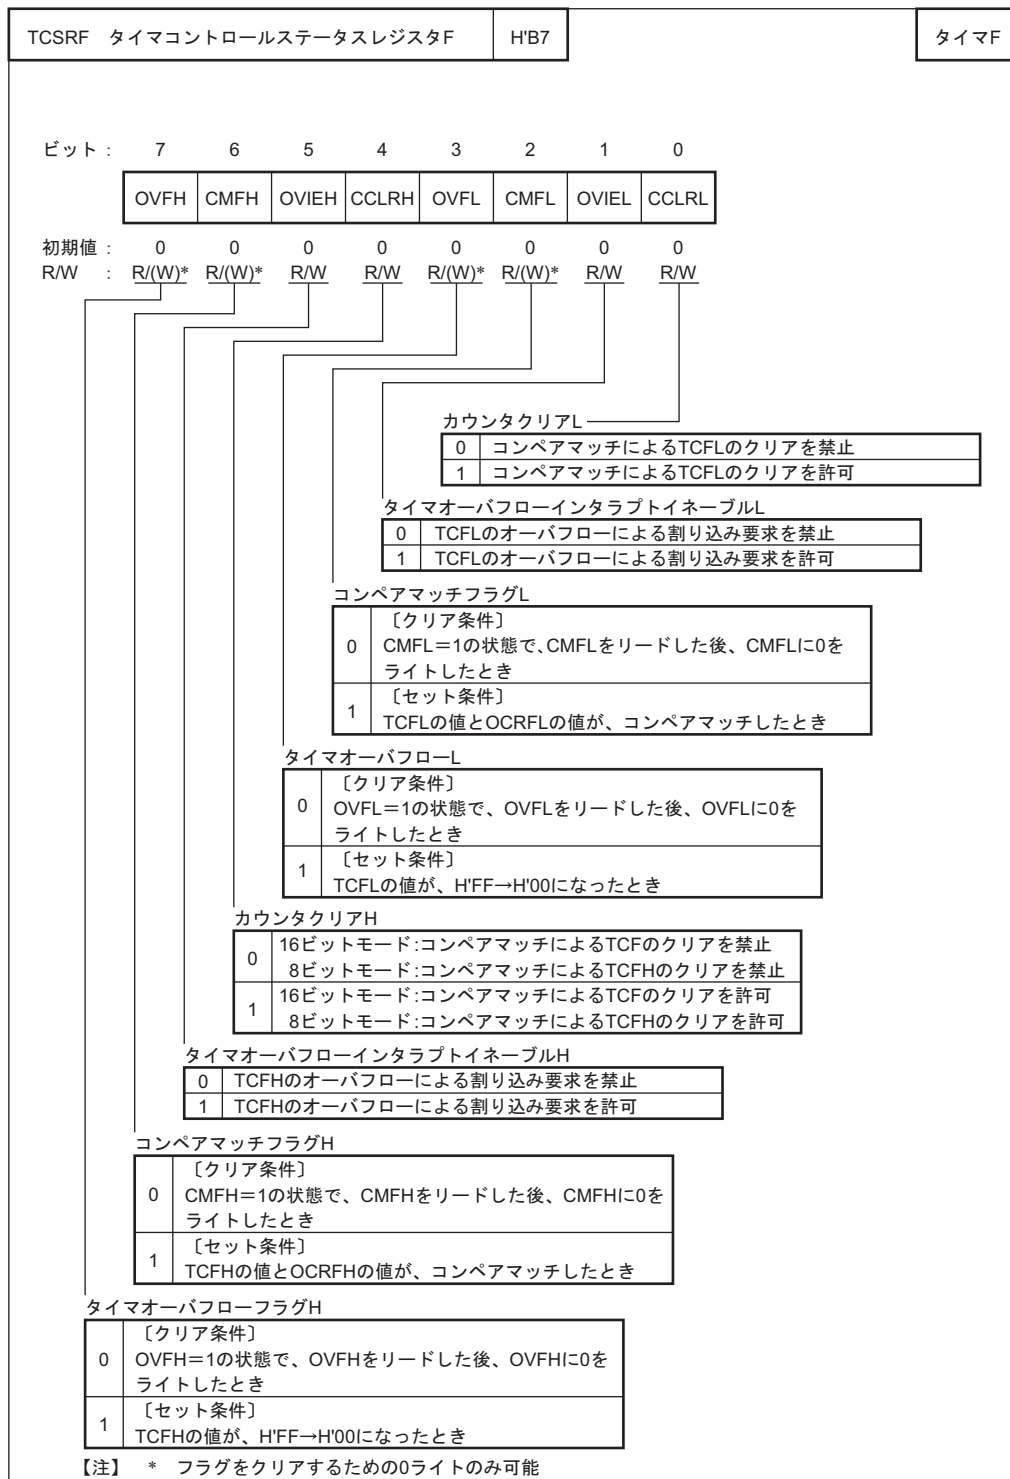 TCSRF タイマコントロールステータスレジスタF H'B7 タイマF
ビット : 7 6 5 4 3 2 1 0
OVFH CMFH OVIEH CCLRH OVFL CMFL OVIEL CCLRL
初期値 : 0 0 0 0 0 0 0 0
R/W : R/(W)* R/(W)* R/W R/W R/(W)* R/(W)* R/W R/W
カウンタクリアL
0 コンペアマッチによるTCFLのクリアを禁止
1 コンペアマッチによるTCFLのクリアを許可
タイマオーバフローインタラプトイネーブルL
0 TCFLのオーバフローによる割り込み要求を禁止
1 TCFLのオーバフローによる割り込み要求を許可
コンペアマッチフラグL
〔クリア条件〕
0 CMFL=1の状態で、CMFLをリードした後、CMFLに0を
ライトしたとき
〔セット条件〕
1 TCFLの値とOCRFLの値が、コンペアマッチしたとき
タイマオーバフローL
〔クリア条件〕
0 OVFL=1の状態で、OVFLをリードした後、OVFLに0を
ライトしたとき
〔セット条件〕
1 TCFLの値が、H'FF→H'00になったとき
カウンタクリアH
0 16ビットモード:コンペアマッチによるTCFのクリアを禁止
8ビットモード:コンペアマッチによるTCFHのクリアを禁止
1 16ビットモード:コンペアマッチによるTCFのクリアを許可
8ビットモード:コンペアマッチによるTCFHのクリアを許可
タイマオーバフローインタラプトイネーブルH
0 TCFHのオーバフローによる割り込み要求を禁止
1 TCFHのオーバフローによる割り込み要求を許可
コンペアマッチフラグH
〔クリア条件〕
0 CMFH=1の状態で、CMFHをリードした後、CMFHに0を
ライトしたとき
〔セット条件〕
1 TCFHの値とOCRFHの値が、コンペアマッチしたとき
タイマオーバフローフラグH
〔クリア条件〕
0 OVFH=1の状態で、OVFHをリードした後、OVFHに0を
ライトしたとき
〔セット条件〕
1 TCFHの値が、H'FF→H'00になったとき
【注】 * フラグをクリアするための0ライトのみ可能